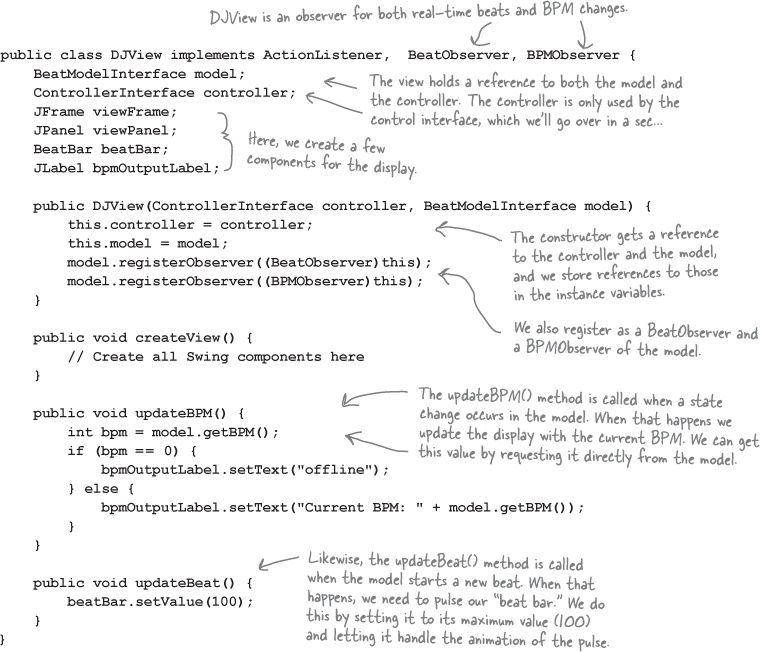 DJView is an observer for both real-time beats and BPM changes.
public class DJView implements ActionListener,  BeatObserver, BPMObserver {
BeatModelInterface model;
ControllerInterface controller;
JFrame viewFrame;
JPanel viewPanel;
BeatBar beatBar;
JLabel bpmOutputLabel;
The view holds a reference to both the model and
the controller. The controller is only used by the
control interface, which we'll go over in a sec...
Here, we create a few
components for the display.
public DJView(ControllerInterface controller, BeatModelInterface model) {
this.controller = controller;
this.model = model;
model.registerObserver((BeatObserver)this);
model.registerObserver((BPMObserver)this);
}
The constructor gets a reference
to the controller and the model,
and we store references to those
in the instance variables.
We also register as a BeatObserver and
a BPMObserver of the model.
public void createView() {
// Create all Swing components here
}
public void updateBPM() {
int bpm = model.getBPM();
if (bpm == 0) {
bpmOutputLabel.setText("offline");
} else {
bpmOutputLabel.setText("Current BPM: " + model.getBPM());
}
}
The updateBPM() method is called when a state
change occurs in the model. When that happens we
update the display with the current BPM. We can get
this value by requesting it directly from the model.
public void updateBeat() {
beatBar.setValue(100);
}
}
Likewise, the updateBeat() method is called
when the model starts a new beat. When that
happens, we need to pulse our "beat bar." We do
this by setting it to its maximum value (100)
and letting it handle the animation of the pulse.